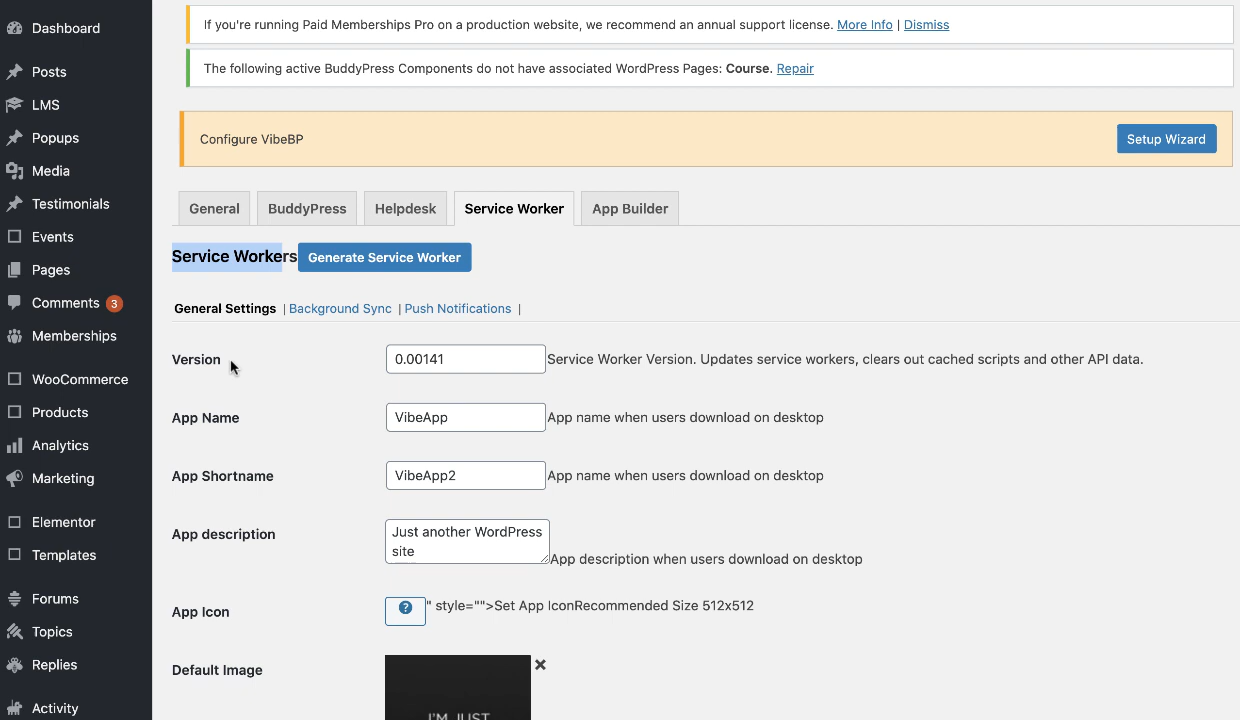 Dashboard
Posts
LMS
Popups
Media
Testimonials
Events
Pages
Comments 3
Memberships
WooCommerce
Products
Analytics
Marketing
Elementor
Templates
Forums
Topics
Replies
Activity
If you're running Paid Memberships Pro on a production website, we recommend an annual support license. More Info | Dismiss
The following active BuddyPress Components do not have associated WordPress Pages: Course. Repair
Configure VibeBP
Setup Wizard
General
BuddyPress
Helpdesk
Service Worker
App Builder
Service Workers Generate Service Worker
General Settings | Background Sync | Push Notifications |
Version 0.00141 Service Worker Version. Updates service workers, clears out cached scripts and other API data.
App Name VibeApp App name when users download on desktop
App Shortname VibeApp2 App name when users download on desktop
App description Just another WordPress
site App description when users download on desktop
App Icon ? " style="">Set App IconRecommended Size 512x512
Default Image
I'M JUST